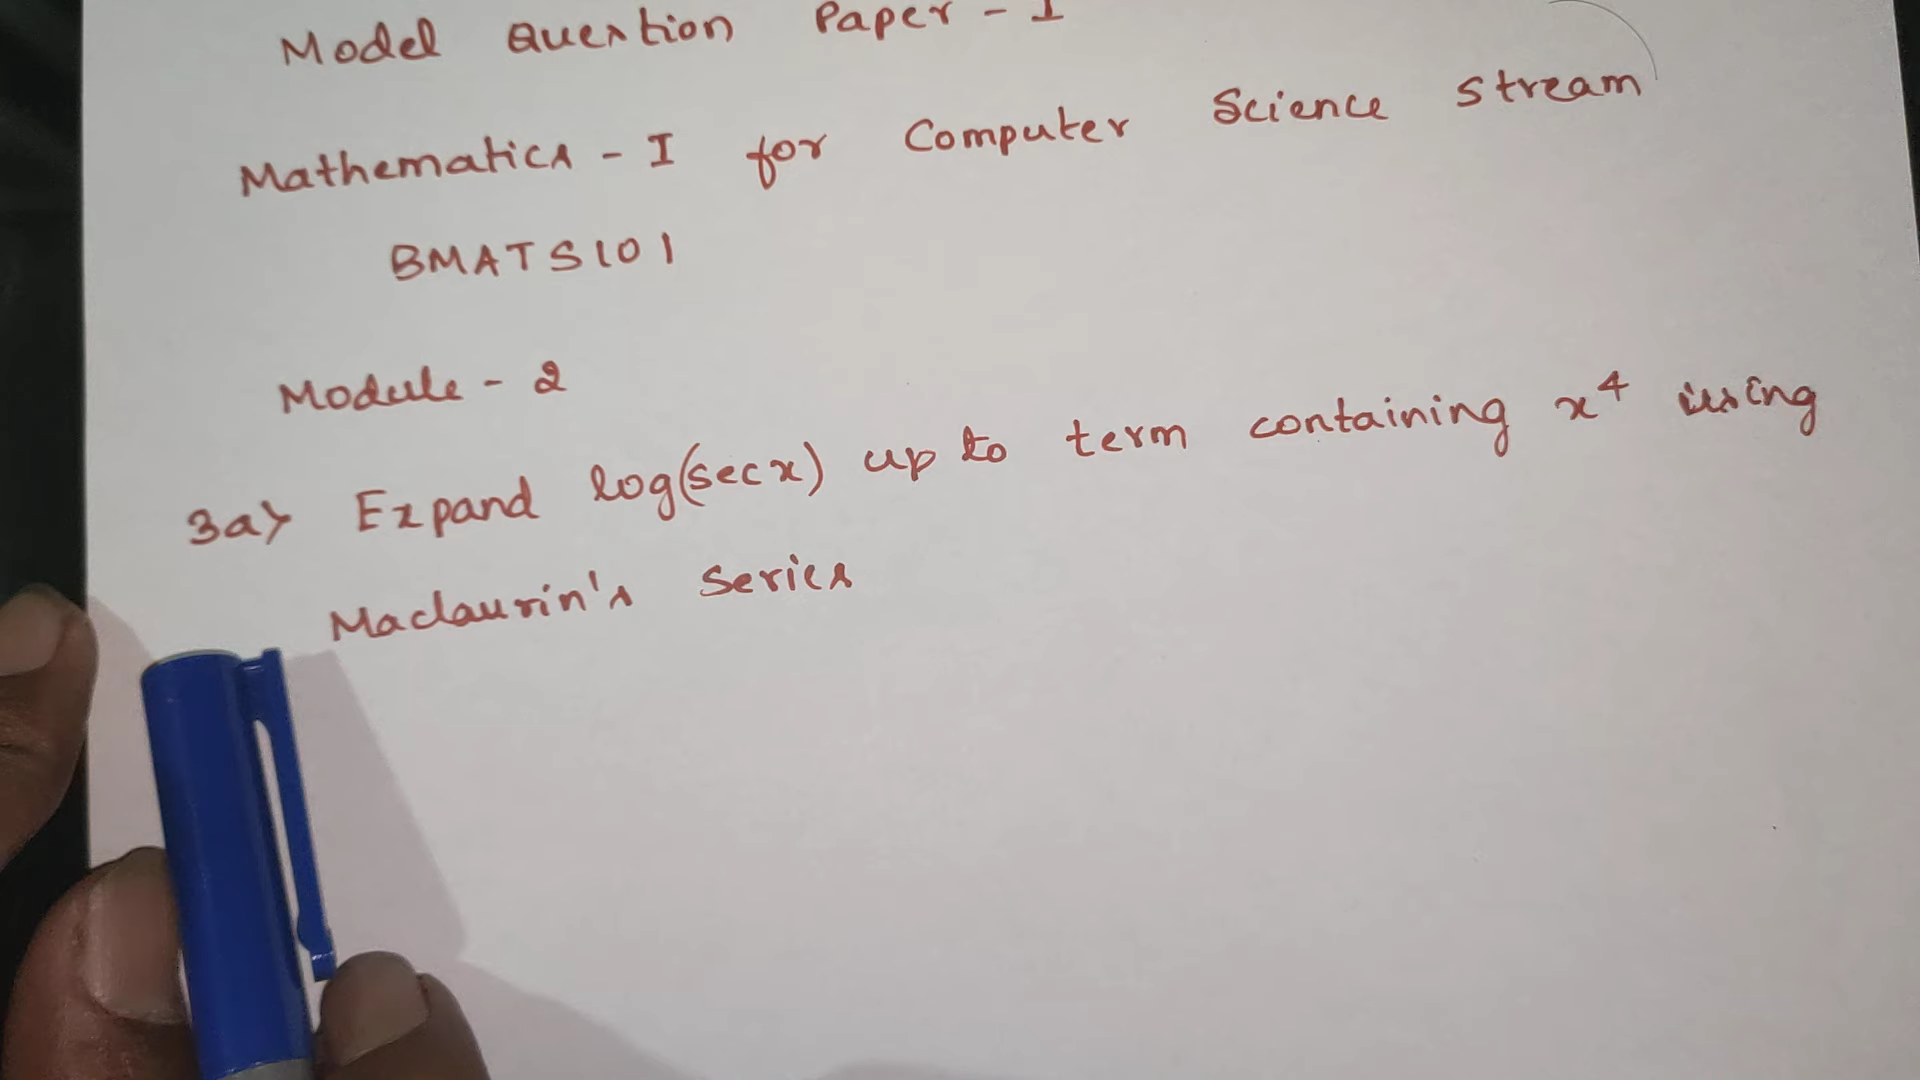 Model Question Paper - I
Mathematics - I for Computer Science stream
BMATS101
Module - 2
3a> Expand log(secx) up to term containing x⁴ using
Maclaurin's series